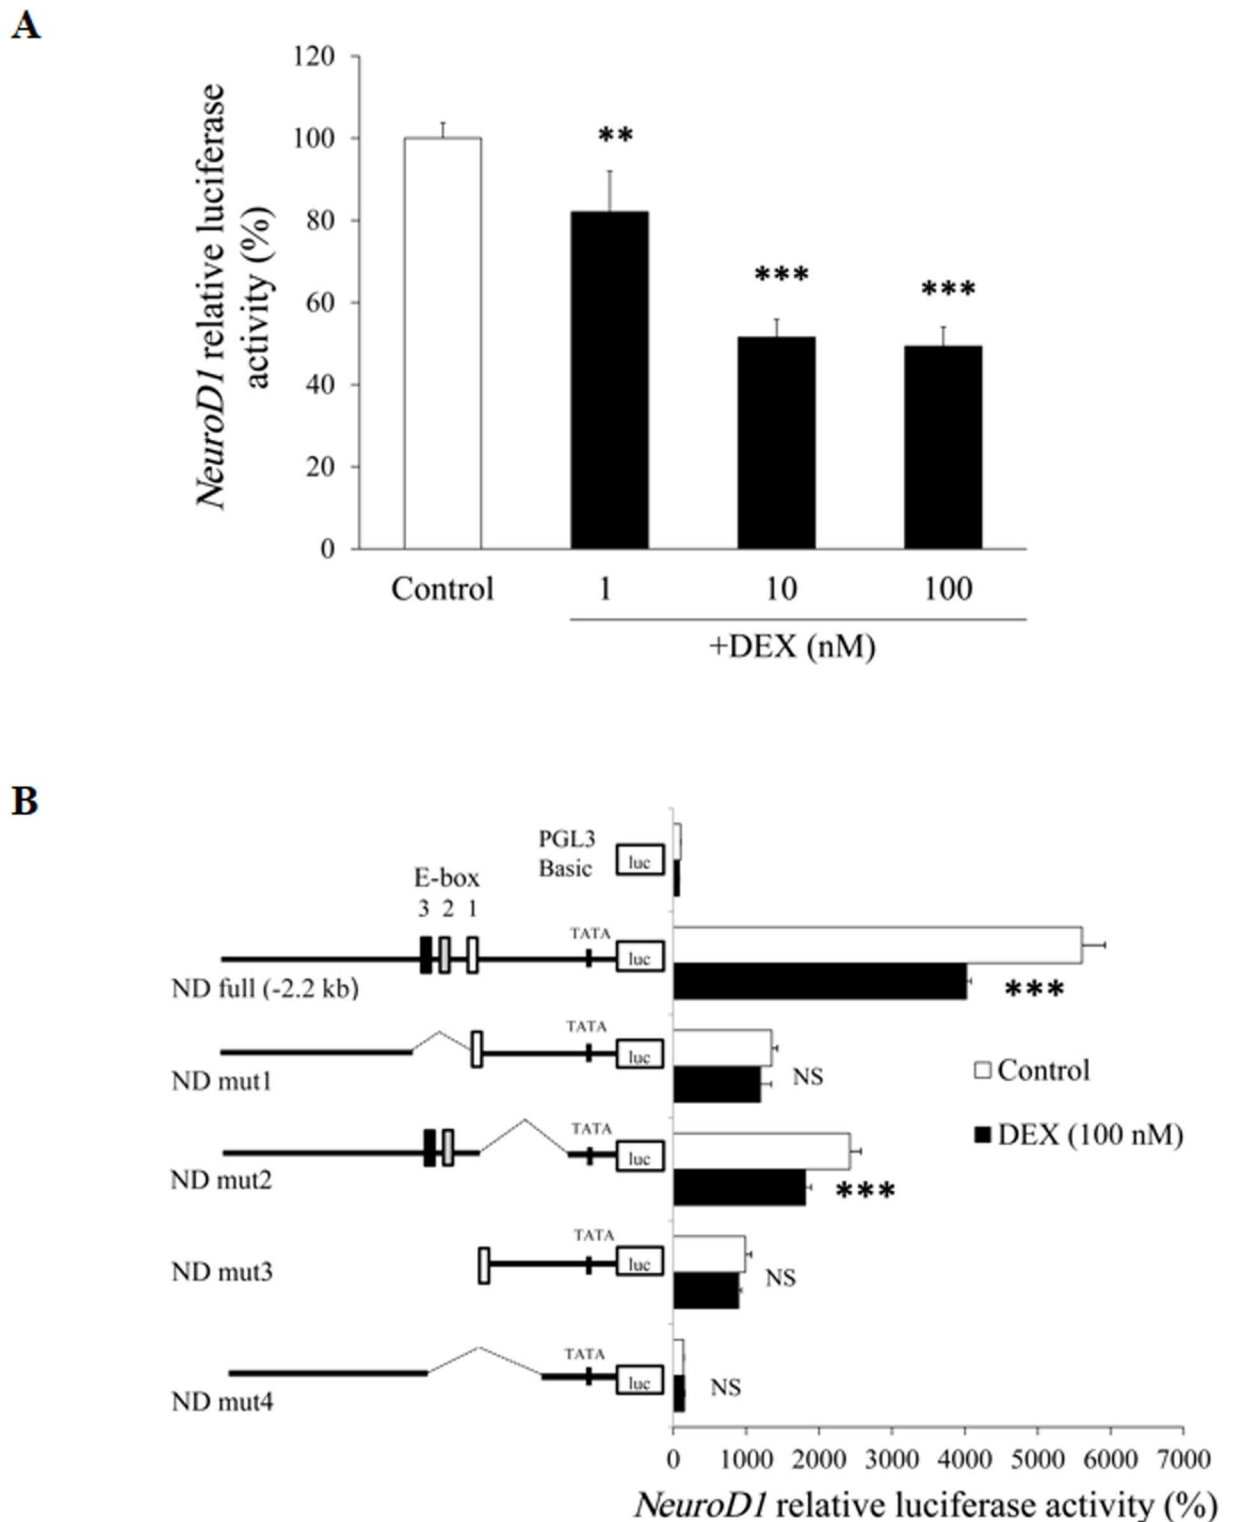 A
120
100
80
60
40
20
0
NeuroD1 relative luciferase
activity (%)
**
***
***
Control 1 10 100
+DEX (nM)
B
PGL3
Basic
luc
E-box
3 2 1
TATA
luc
ND full (-2.2 kb)
***
TATA
luc
ND mut1
NS
Control
DEX (100 nM)
TATA
luc
ND mut2
***
TATA
luc
ND mut3
NS
TATA
luc
ND mut4
NS
0 1000 2000 3000 4000 5000 6000 7000
NeuroD1 relative luciferase activity (%)